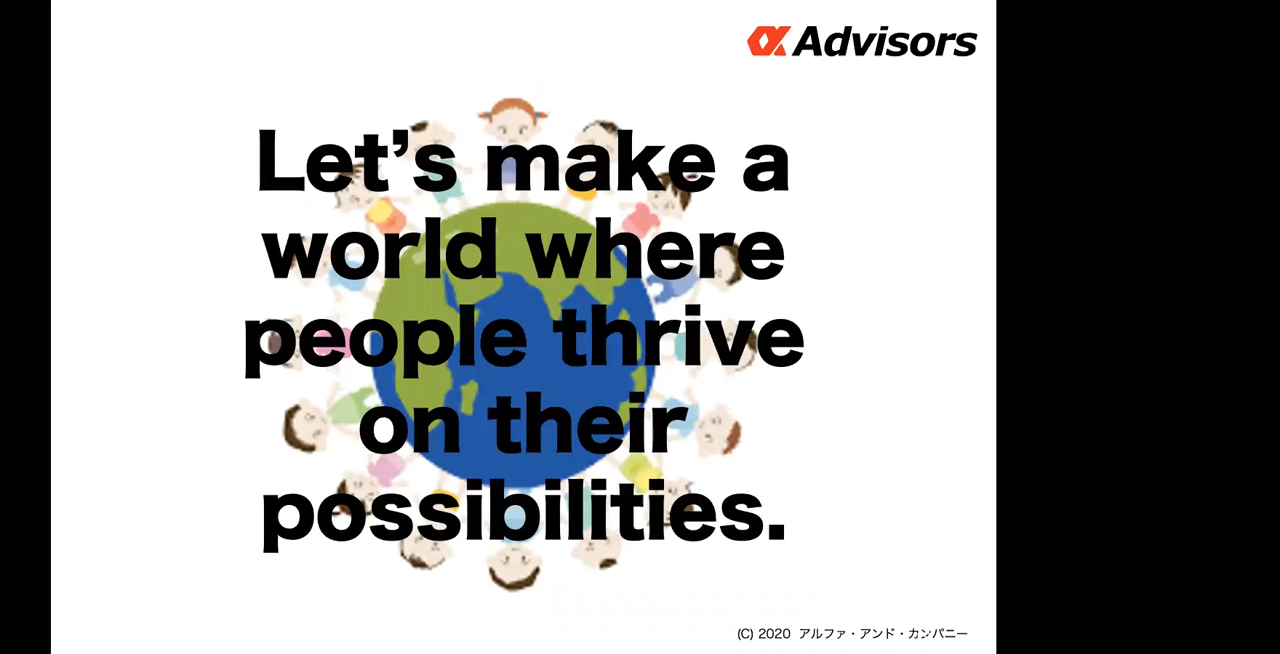 Advisors
Let’s make a
world where
people thrive
on their
possibilities.
(C) 2020 アルファ・アンド・カンパニー